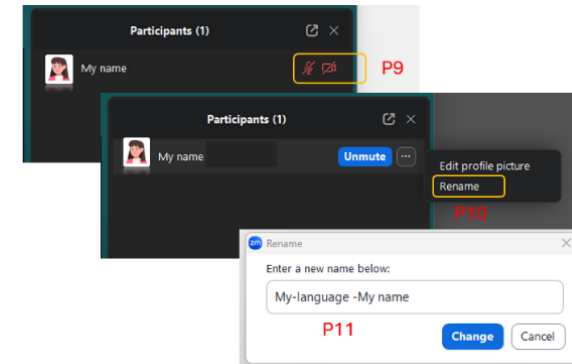 Participants (1)
My name
P9
Participants (1)
My name
Unmute
Edit profile picture
Rename
P10
zm Rename
Enter a new name below:
My-language -My name
P11
Change
Cancel